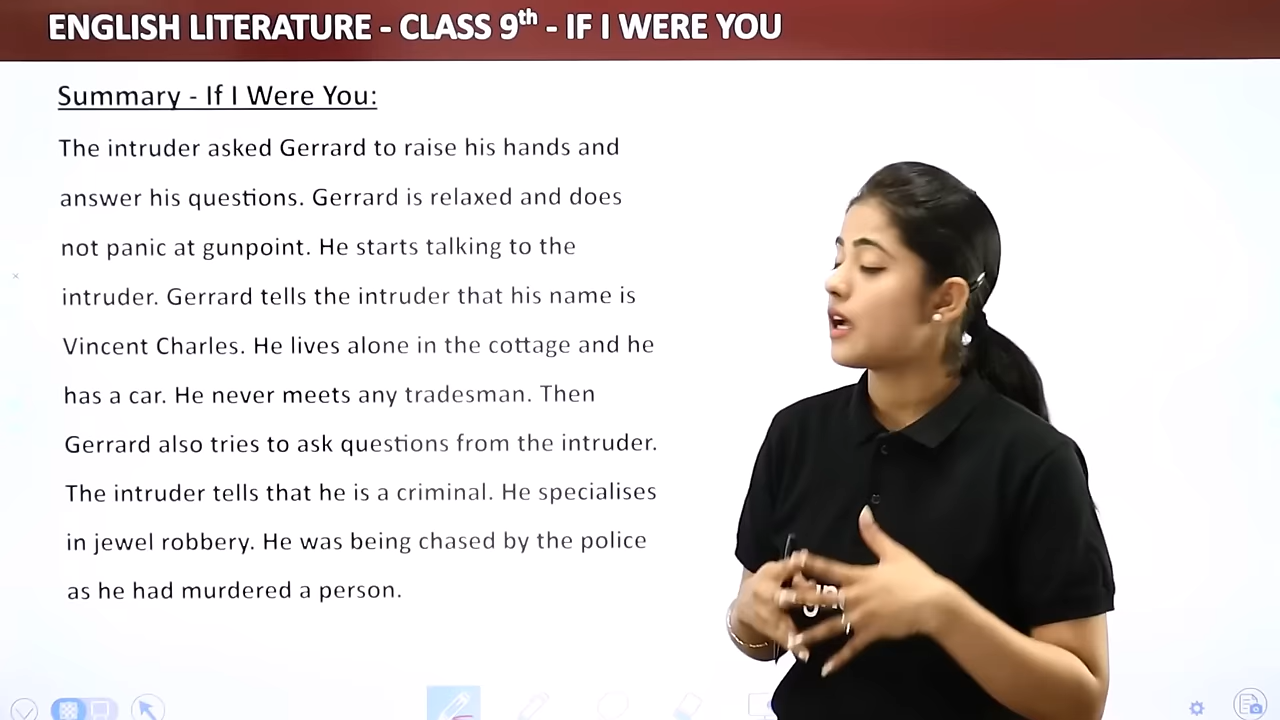 ENGLISH LITERATURE - CLASS 9th - IF I WERE YOU
Summary - If I Were You:
The intruder asked Gerrard to raise his hands and
answer his questions. Gerrard is relaxed and does
not panic at gunpoint. He starts talking to the
intruder. Gerrard tells the intruder that his name is
Vincent Charles. He lives alone in the cottage and he
has a car. He never meets any tradesman. Then
Gerrard also tries to ask questions from the intruder.
The intruder tells that he is a criminal. He specialises
in jewel robbery. He was being chased by the police
as he had murdered a person.